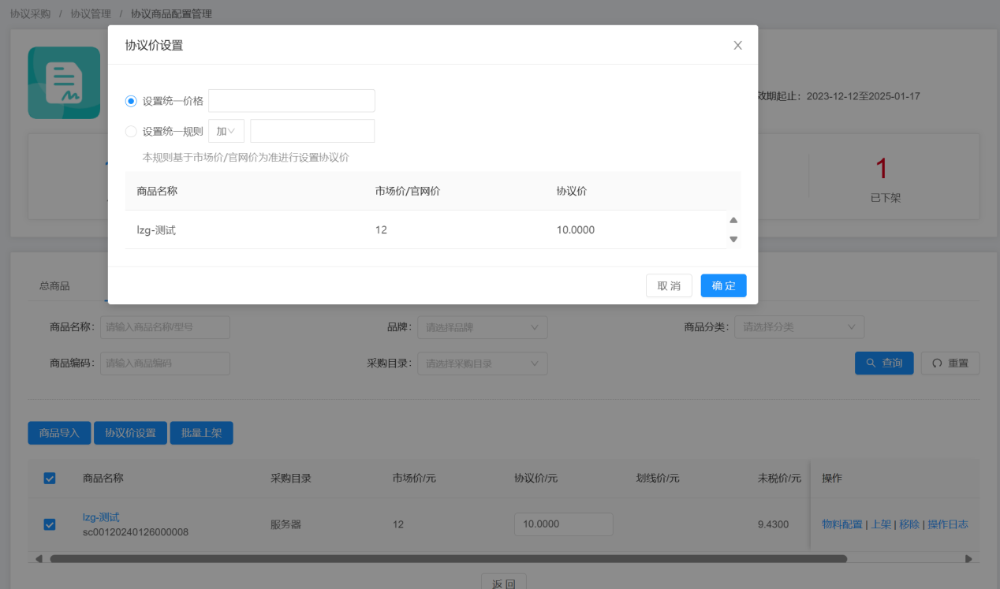 协议采购 / 协议管理 / 协议商品配置管理
协议价设置
设置统一价格
效期起止：2023-12-12至2025-01-17
设置统一规则 加
本规则基于市场价/官网价为准进行设置协议价
商品名称 市场价/官网价 协议价
lzg-测试 12 10.0000
1
已下架
取 消 确 定
总商品
商品名称： 请输入商品名称/型号 品牌： 请选择品牌 商品分类： 请选择分类
商品编码： 请输入商品编码 采购目录： 请选择采购目录 查询 重置
商品导入 协议价设置 批量上架
商品名称 采购目录 市场价/元 协议价/元 划线价/元 未税价/元 操作
lzg-测试
sc00120240126000008
服务器 12 10.0000 9.4300 物料配置 | 上架 | 移除 | 操作日志
返 回